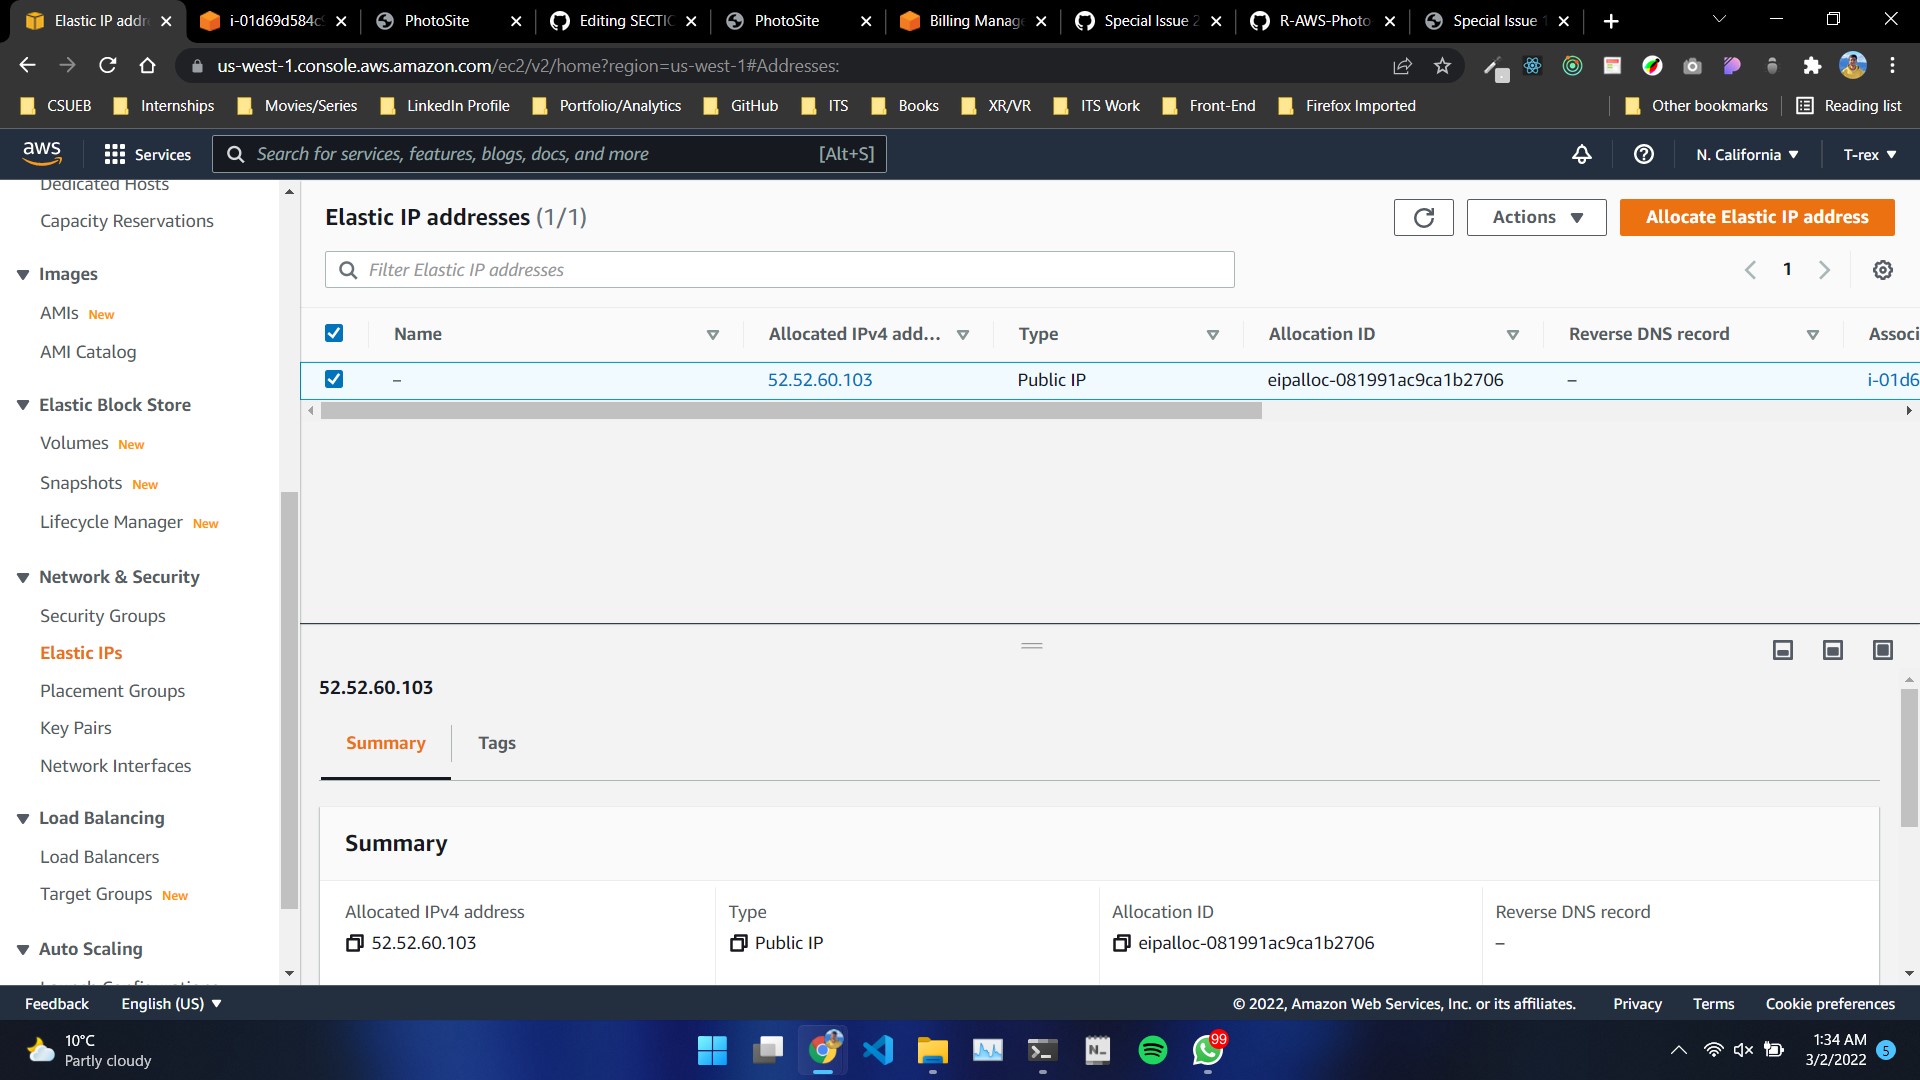 Elastic IP addre
i-01d69d584c9
PhotoSite
Editing SECTIO
PhotoSite
Billing Manage
Special Issue 2
R-AWS-Photo
Special Issue 1
us-west-1.console.aws.amazon.com/ec2/v2/home?region=us-west-1#Addresses:
CSUEB
Internships
Movies/Series
LinkedIn Profile
Portfolio/Analytics
GitHub
ITS
Books
XR/VR
ITS Work
Front-End
Firefox Imported
Other bookmarks
Reading list
aws
Services
Search for services, features, blogs, docs, and more
[Alt+S]
N. California
T-rex
Dedicated Hosts
Capacity Reservations
Images
AMIs New
AMI Catalog
Elastic Block Store
Volumes New
Snapshots New
Lifecycle Manager New
Network & Security
Security Groups
Elastic IPs
Placement Groups
Key Pairs
Network Interfaces
Load Balancing
Load Balancers
Target Groups New
Auto Scaling
Elastic IP addresses (1/1)
Actions
Allocate Elastic IP address
Filter Elastic IP addresses
1
Name
Allocated IPv4 add...
Type
Allocation ID
Reverse DNS record
Associ
–
52.52.60.103
Public IP
eipalloc-081991ac9ca1b2706
–
i-01d6
52.52.60.103
Summary
Tags
Summary
Allocated IPv4 address
52.52.60.103
Type
Public IP
Allocation ID
eipalloc-081991ac9ca1b2706
Reverse DNS record
–
Feedback
English (US)
© 2022, Amazon Web Services, Inc. or its affiliates.
Privacy
Terms
Cookie preferences
10°C
Partly cloudy
99
1:34 AM
3/2/2022
5